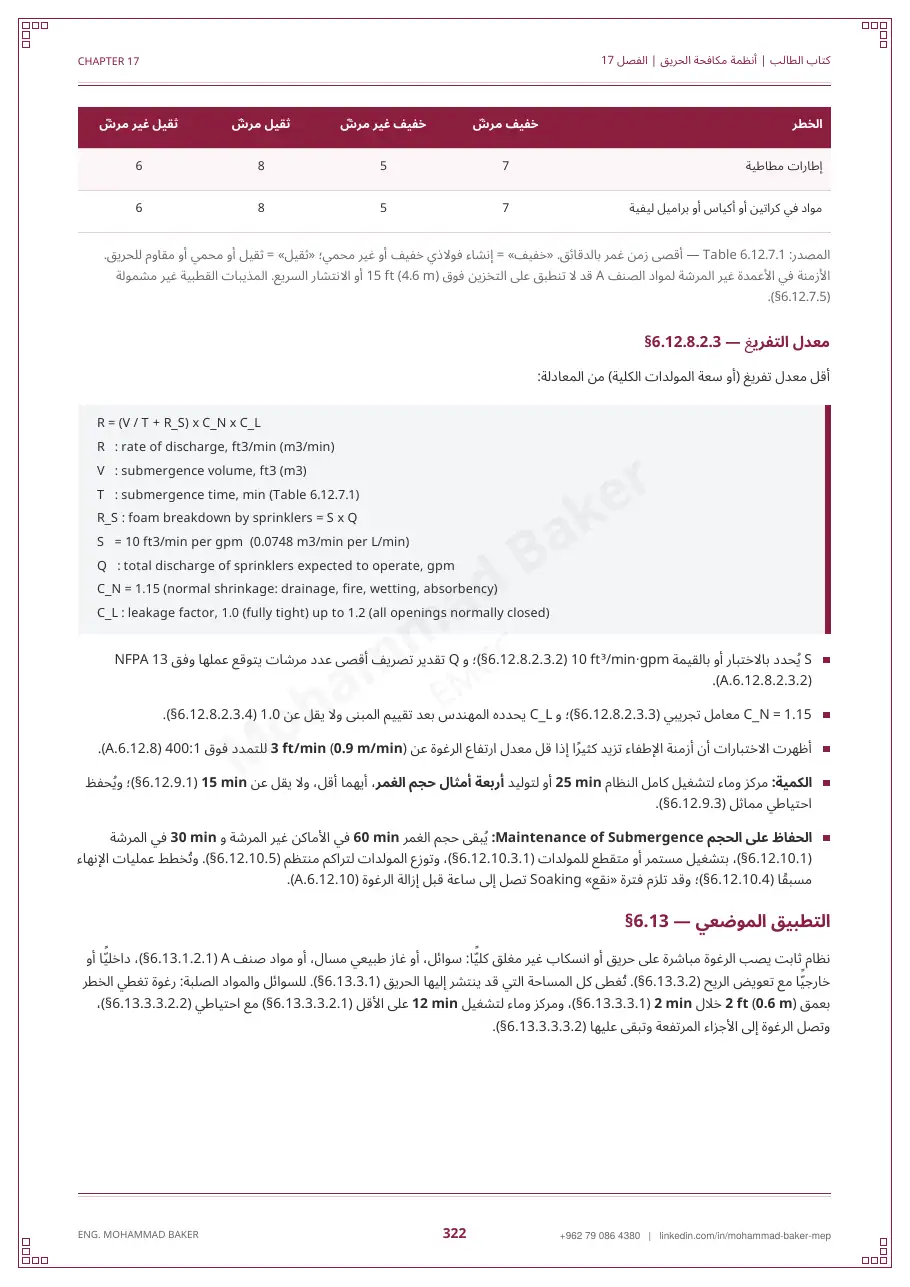 CHAPTER 17
كتاب الطالب | أنظمة مكافحة الحريق | الفصل 17
الخطر خفيف مرشّ خفيف غير مرشّ ثقيل مرشّ ثقيل غير مرشّ
إطارات مطاطية 7 5 8 6
مواد في كراتين أو أكياس أو براميل ليفية 7 5 8 6
المصدر: Table 6.12.7.1 — أقصى زمن غمر بالدقائق. «خفيف» = إنشاء فولاذي خفيف أو غير محمي؛ «ثقيل» = ثقيل أو محمي أو مقاوم للحريق.
الأزمنة في الأعمدة غير المرشة لمواد الصنف A قد لا تنطبق على التخزين فوق 15 ft (4.6 m) أو الانتشار السريع. المذيبات القطبية غير مشمولة
(§6.12.7.5).
معدل التفريغ — §6.12.8.2.3
أقل معدل تفريغ (أو سعة المولدات الكلية) من المعادلة:
R = (V / T + R_S) x C_N x C_L
R : rate of discharge, ft3/min (m3/min)
V : submergence volume, ft3 (m3)
T : submergence time, min (Table 6.12.7.1)
R_S : foam breakdown by sprinklers = S x Q
S = 10 ft3/min per gpm (0.0748 m3/min per L/min)
Q : total discharge of sprinklers expected to operate, gpm
C_N = 1.15 (normal shrinkage: drainage, fire, wetting, absorbency)
C_L : leakage factor, 1.0 (fully tight) up to 1.2 (all openings normally closed)
▪ S يُحدد بالاختبار أو بالقيمة 10 ft³/min·gpm (§6.12.8.2.3.2)؛ و Q تقدير تصريف أقصى عدد مرشات يتوقع عملها وفق NFPA 13
(A.6.12.8.2.3.2).
▪ C_N = 1.15 معامل تجريبي (§6.12.8.2.3.3)؛ و C_L يحدده المهندس بعد تقييم المبنى ولا يقل عن 1.0 (§6.12.8.2.3.4).
▪ أظهرت الاختبارات أن أزمنة الإطفاء تزيد كثيرًا إذا قل معدل ارتفاع الرغوة عن 3 ft/min (0.9 m/min) للتمدد فوق 400:1 (A.6.12.8).
▪ الكمية: مركز وماء لتشغيل كامل النظام 25 min أو لتوليد أربعة أمثال حجم الغمر، أيهما أقل، ولا يقل عن 15 min (§6.12.9.1)؛ ويُحفظ
احتياطي مماثل (§6.12.9.3).
▪ الحفاظ على الحجم Maintenance of Submergence: يُبقى حجم الغمر 60 min في الأماكن غير المرشة و 30 min في المرشة
(§6.12.10.1)، بتشغيل مستمر أو متقطع للمولدات (§6.12.10.3.1)، وتوزع المولدات لتراكم منتظم (§6.12.10.5). وتُخطط عمليات الإنهاء
مسبقًا (§6.12.10.4)؛ وقد تلزم فترة «نقع» Soaking تصل إلى ساعة قبل إزالة الرغوة (A.6.12.10).
التطبيق الموضعي — §6.13
نظام ثابت يصب الرغوة مباشرة على حريق أو انسكاب غير مغلق كليًّا: سوائل، أو غاز طبيعي مسال، أو مواد صنف A (§6.13.1.2.1)، داخليًّا أو
خارجيًّا مع تعويض الريح (§6.13.3.2). تُغطى كل المساحة التي قد ينتشر إليها الحريق (§6.13.3.1). للسوائل والمواد الصلبة: رغوة تغطي الخطر
بعمق 2 ft (0.6 m) خلال 2 min (§6.13.3.3.1)، ومركز وماء لتشغيل 12 min على الأقل (§6.13.3.3.2.1) مع احتياطي (§6.13.3.3.2.2)،
وتصل الرغوة إلى الأجزاء المرتفعة وتبقى عليها (§6.13.3.3.3.2).
Mohammad Baker
ENG. MOHAMMAD BAKER
322
+962 79 086 4380 | linkedin.com/in/mohammad-baker-mep